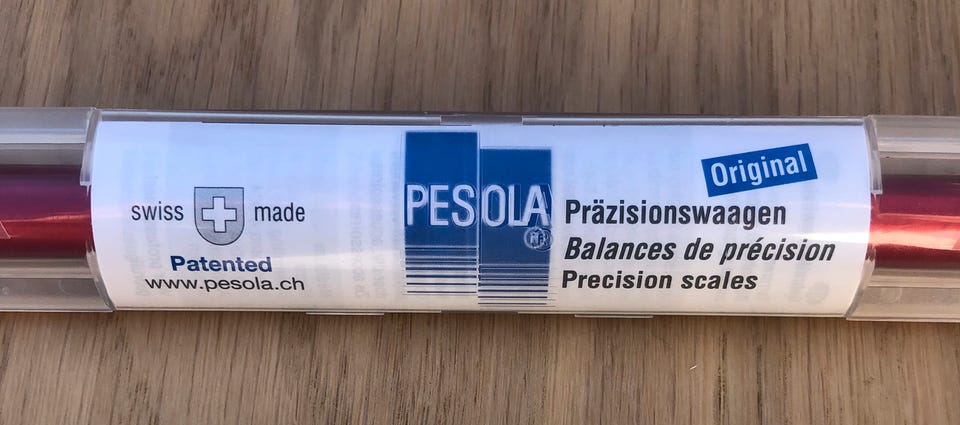 swiss made
Patented
www.pesola.ch
PESOLA
Original
Präzisionswaagen
Balances de précision
Precision scales